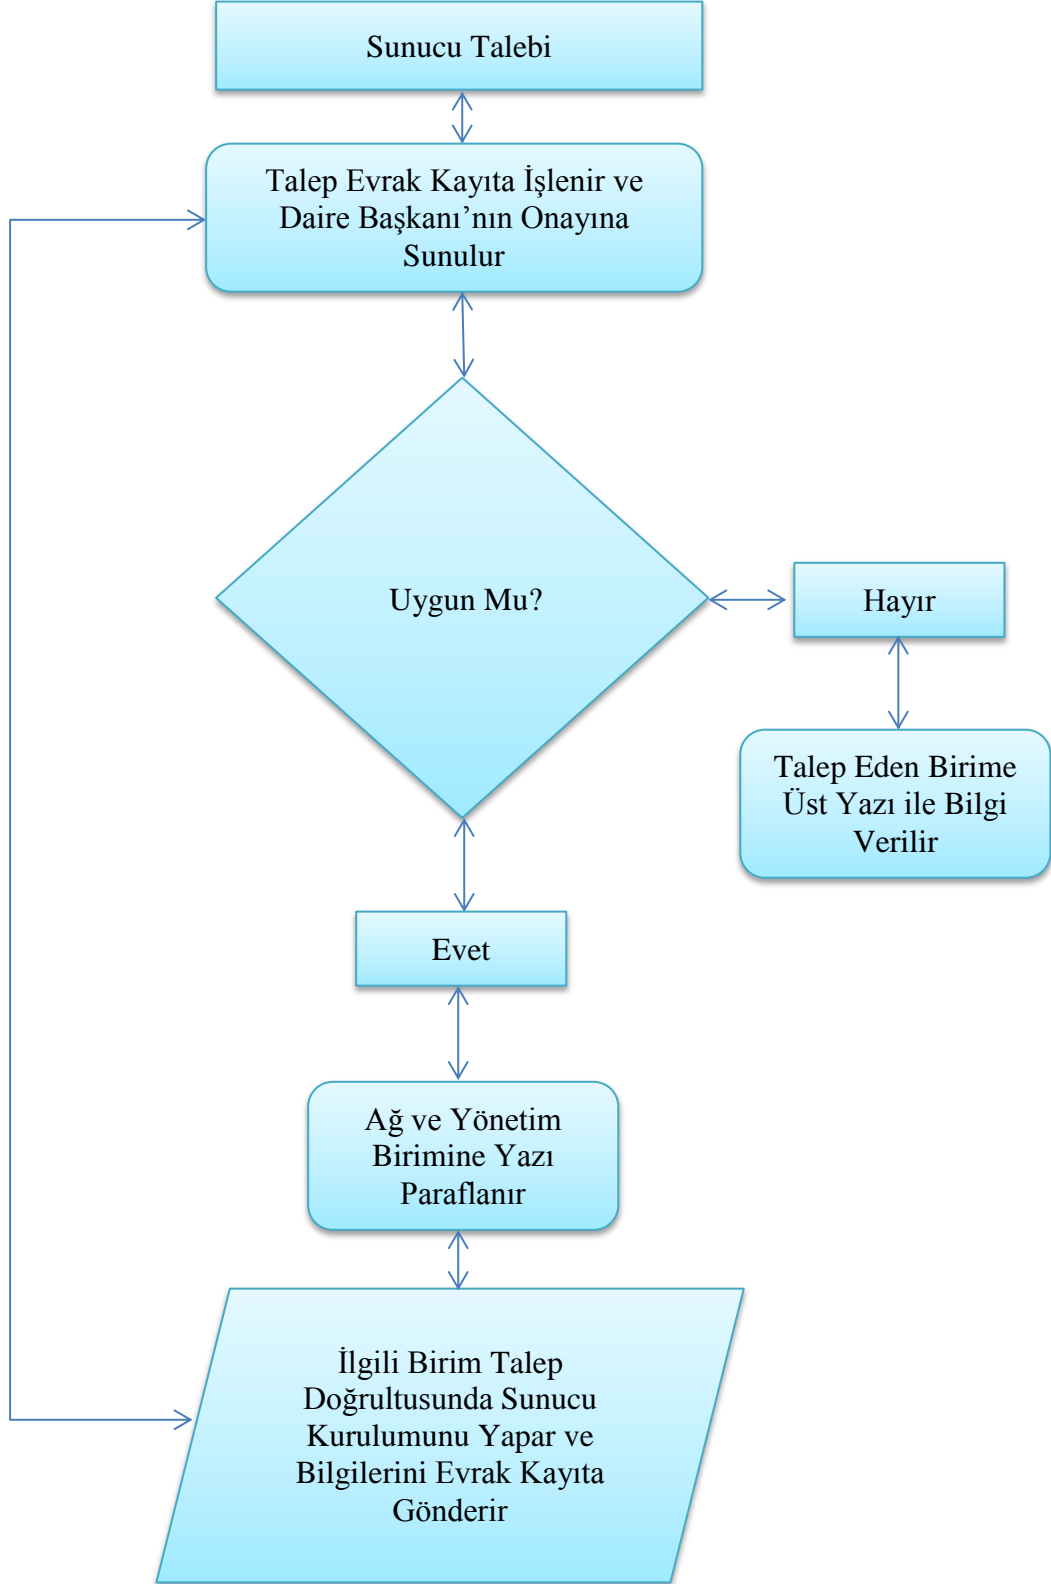 Sunucu Talebi
Talep Evrak Kayıta İşlenir ve
Daire Başkanı’nın Onayına
Sunulur
Uygun Mu?
Hayır
Talep Eden Birime
Üst Yazı ile Bilgi
Verilir
Evet
Ağ ve Yönetim
Birimine Yazı
Paraflanır
İlgili Birim Talep
Doğrultusunda Sunucu
Kurulumunu Yapar ve
Bilgilerini Evrak Kayıta
Gönderir